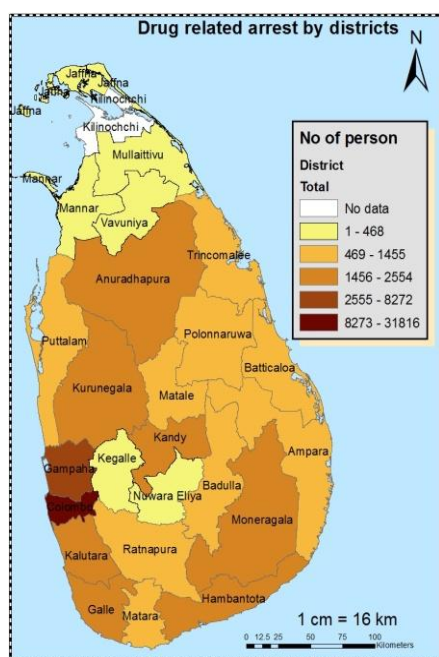 Drug related arrest by districts
N
Jaffna
Jaffna
Jaffna
Jaffna
Kilinochchi
Kilinochchi
Mullaittivu
Mannar
Mannar
Vavuniya
Trincomalee
Anuradhapura
Puttalam
Polonnaruwa
Batticaloa
Kurunegala
Matale
Kandy
Ampara
Kegalle
Gampaha
Nuwara Eliya
Badulla
Colombo
Moneragala
Kalutara
Ratnapura
Hambantota
Galle
Matara
No of person
District
Total
No data
1 - 468
469 - 1455
1456 - 2554
2555 - 8272
8273 - 31816
1 cm = 16 km
0 12.5 25 50 75 100
Kilometers